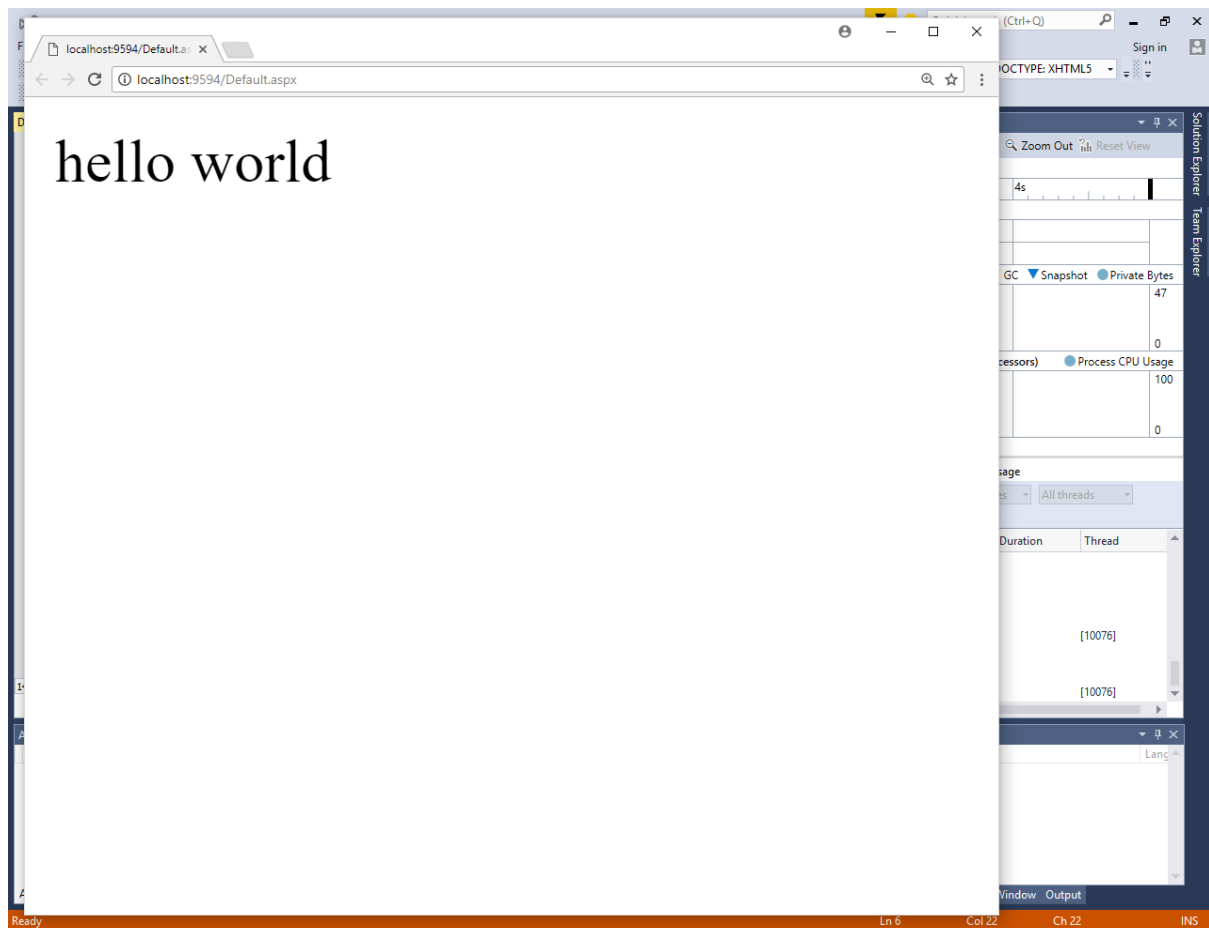 (Ctrl+Q)
Sign in
localhost:9594/Default.as
localhost:9594/Default.aspx
OCTYPE: XHTML5
hello world
Solution Explorer
Team Explorer
Zoom Out Reset View
4s
GC Snapshot Private Bytes
47
0
cessors) Process CPU Usage
100
0
sage
es All threads
Duration Thread
[10076]
[10076]
Lang
Window Output
Ready Ln 6 Col 22 Ch 22 INS